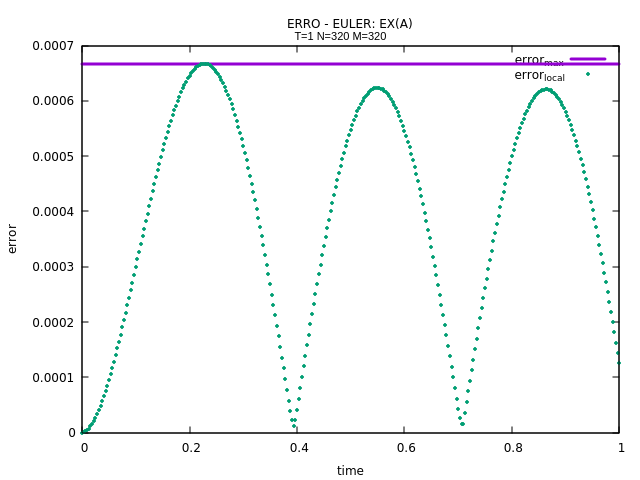 ERRO - EULER: EX(A)
T=1 N=320 M=320
0.0007
0.0006
0.0005
0.0004
0.0003
0.0002
0.0001
0
error
error_max
error_local
0 0.2 0.4 0.6 0.8 1
time